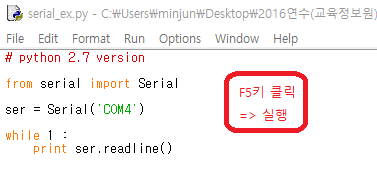 serial_ex.py - C:₩Users₩minjun₩Desktop₩2016연수(교육정보원)
File Edit Format Run Options Window Help
# python 2.7 version
from serial import Serial
ser = Serial('COM4')
while 1 :
    print ser.readline()
F5키 클릭
=> 실행